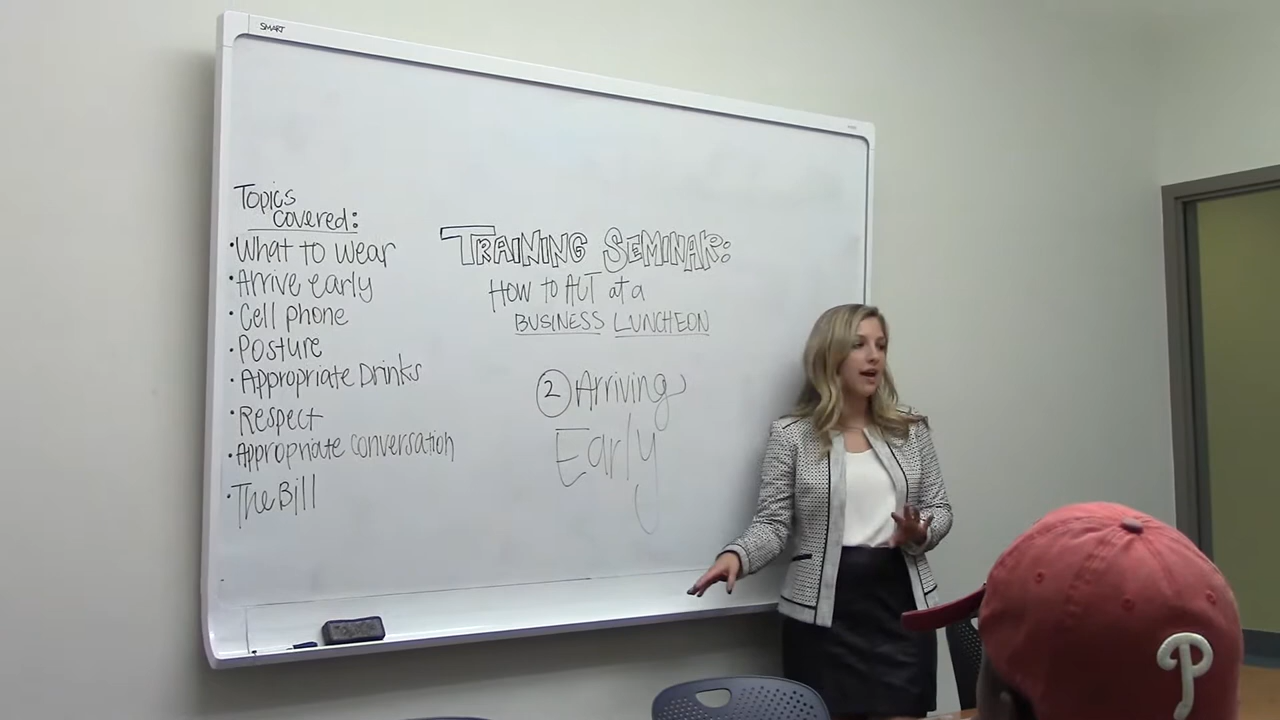 SMART
Topics
covered:
• What to wear
• Arrive early
• Cell phone
• Posture
• Appropriate Drinks
• Respect
• Appropriate conversation
• The Bill
TRAINING SEMINAR:
HOW TO ACT at a
BUSINESS LUNCHEON
② Arriving
Early
P